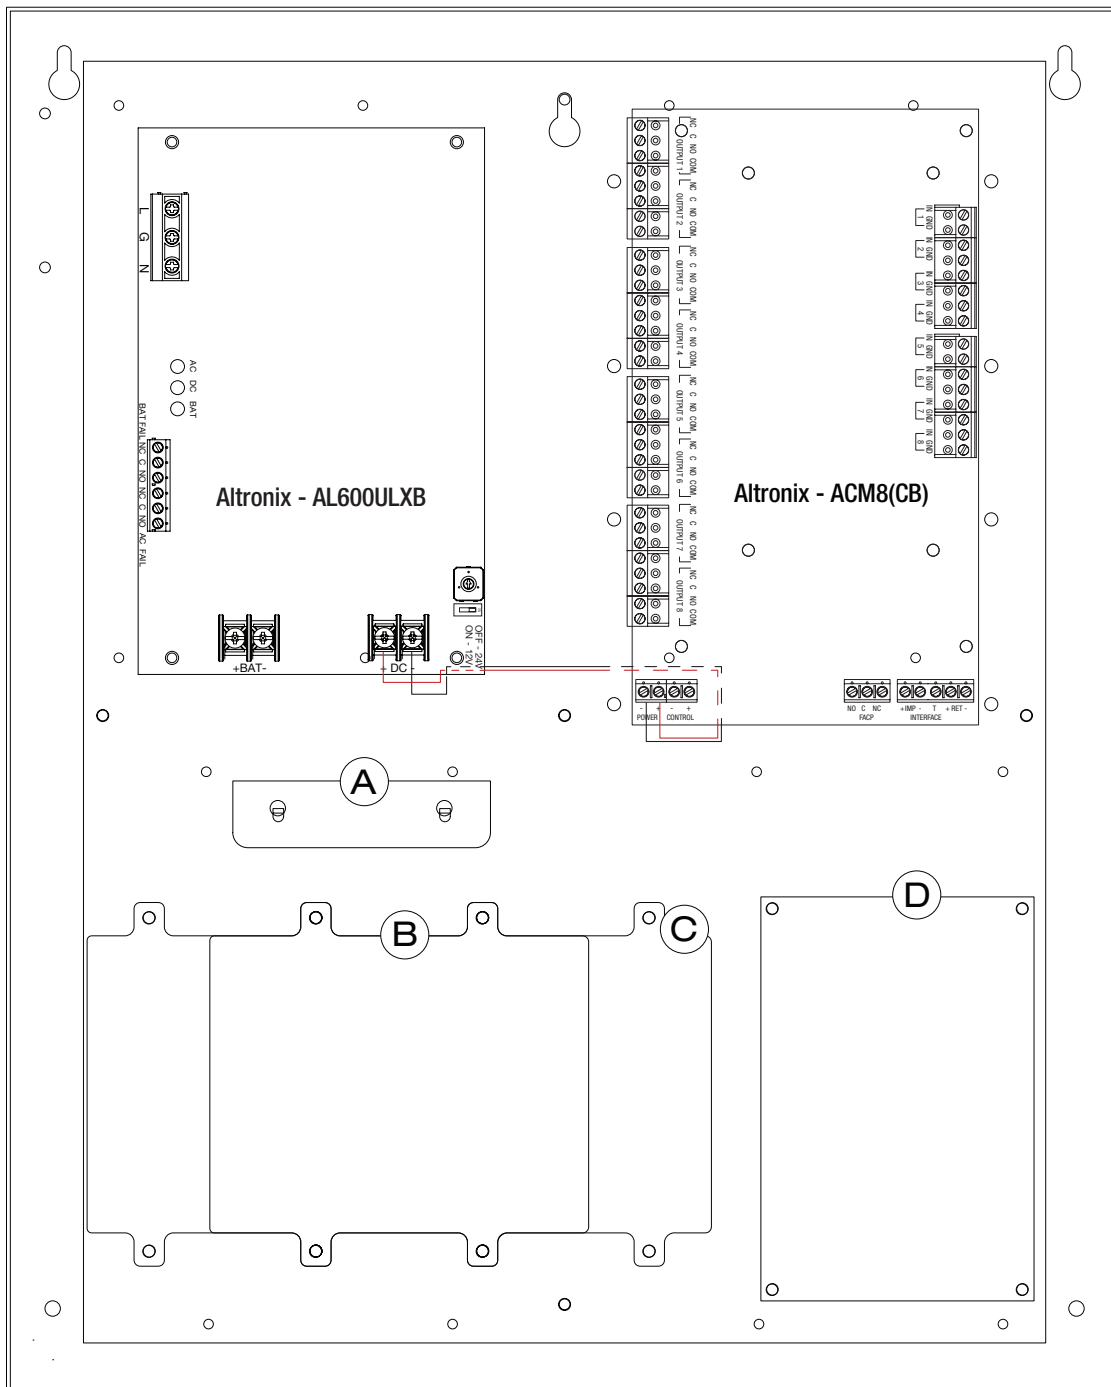 L
G
N
AC
DC
BAT
BAT FAIL
NC
C
NO
NC
C
NO
AC FAIL
Altronix - AL600ULXB
+BAT-
+ DC -
OFF - 24V
ON - 12V
NC C NO COM
OUTPUT 1
NC C NO COM
OUTPUT 2
NC C NO COM
OUTPUT 3
NC C NO COM
OUTPUT 4
NC C NO COM
OUTPUT 5
NC C NO COM
OUTPUT 6
NC C NO COM
OUTPUT 7
NC C NO COM
OUTPUT 8
Altronix - ACM8(CB)
IN GND
1
IN GND
2
IN GND
3
IN GND
4
IN GND
5
IN GND
6
IN GND
7
IN GND
8
- + - +
POWER CONTROL
NO C NC
FACP
+ IMP - T + RET -
INTERFACE
A
B
C
D